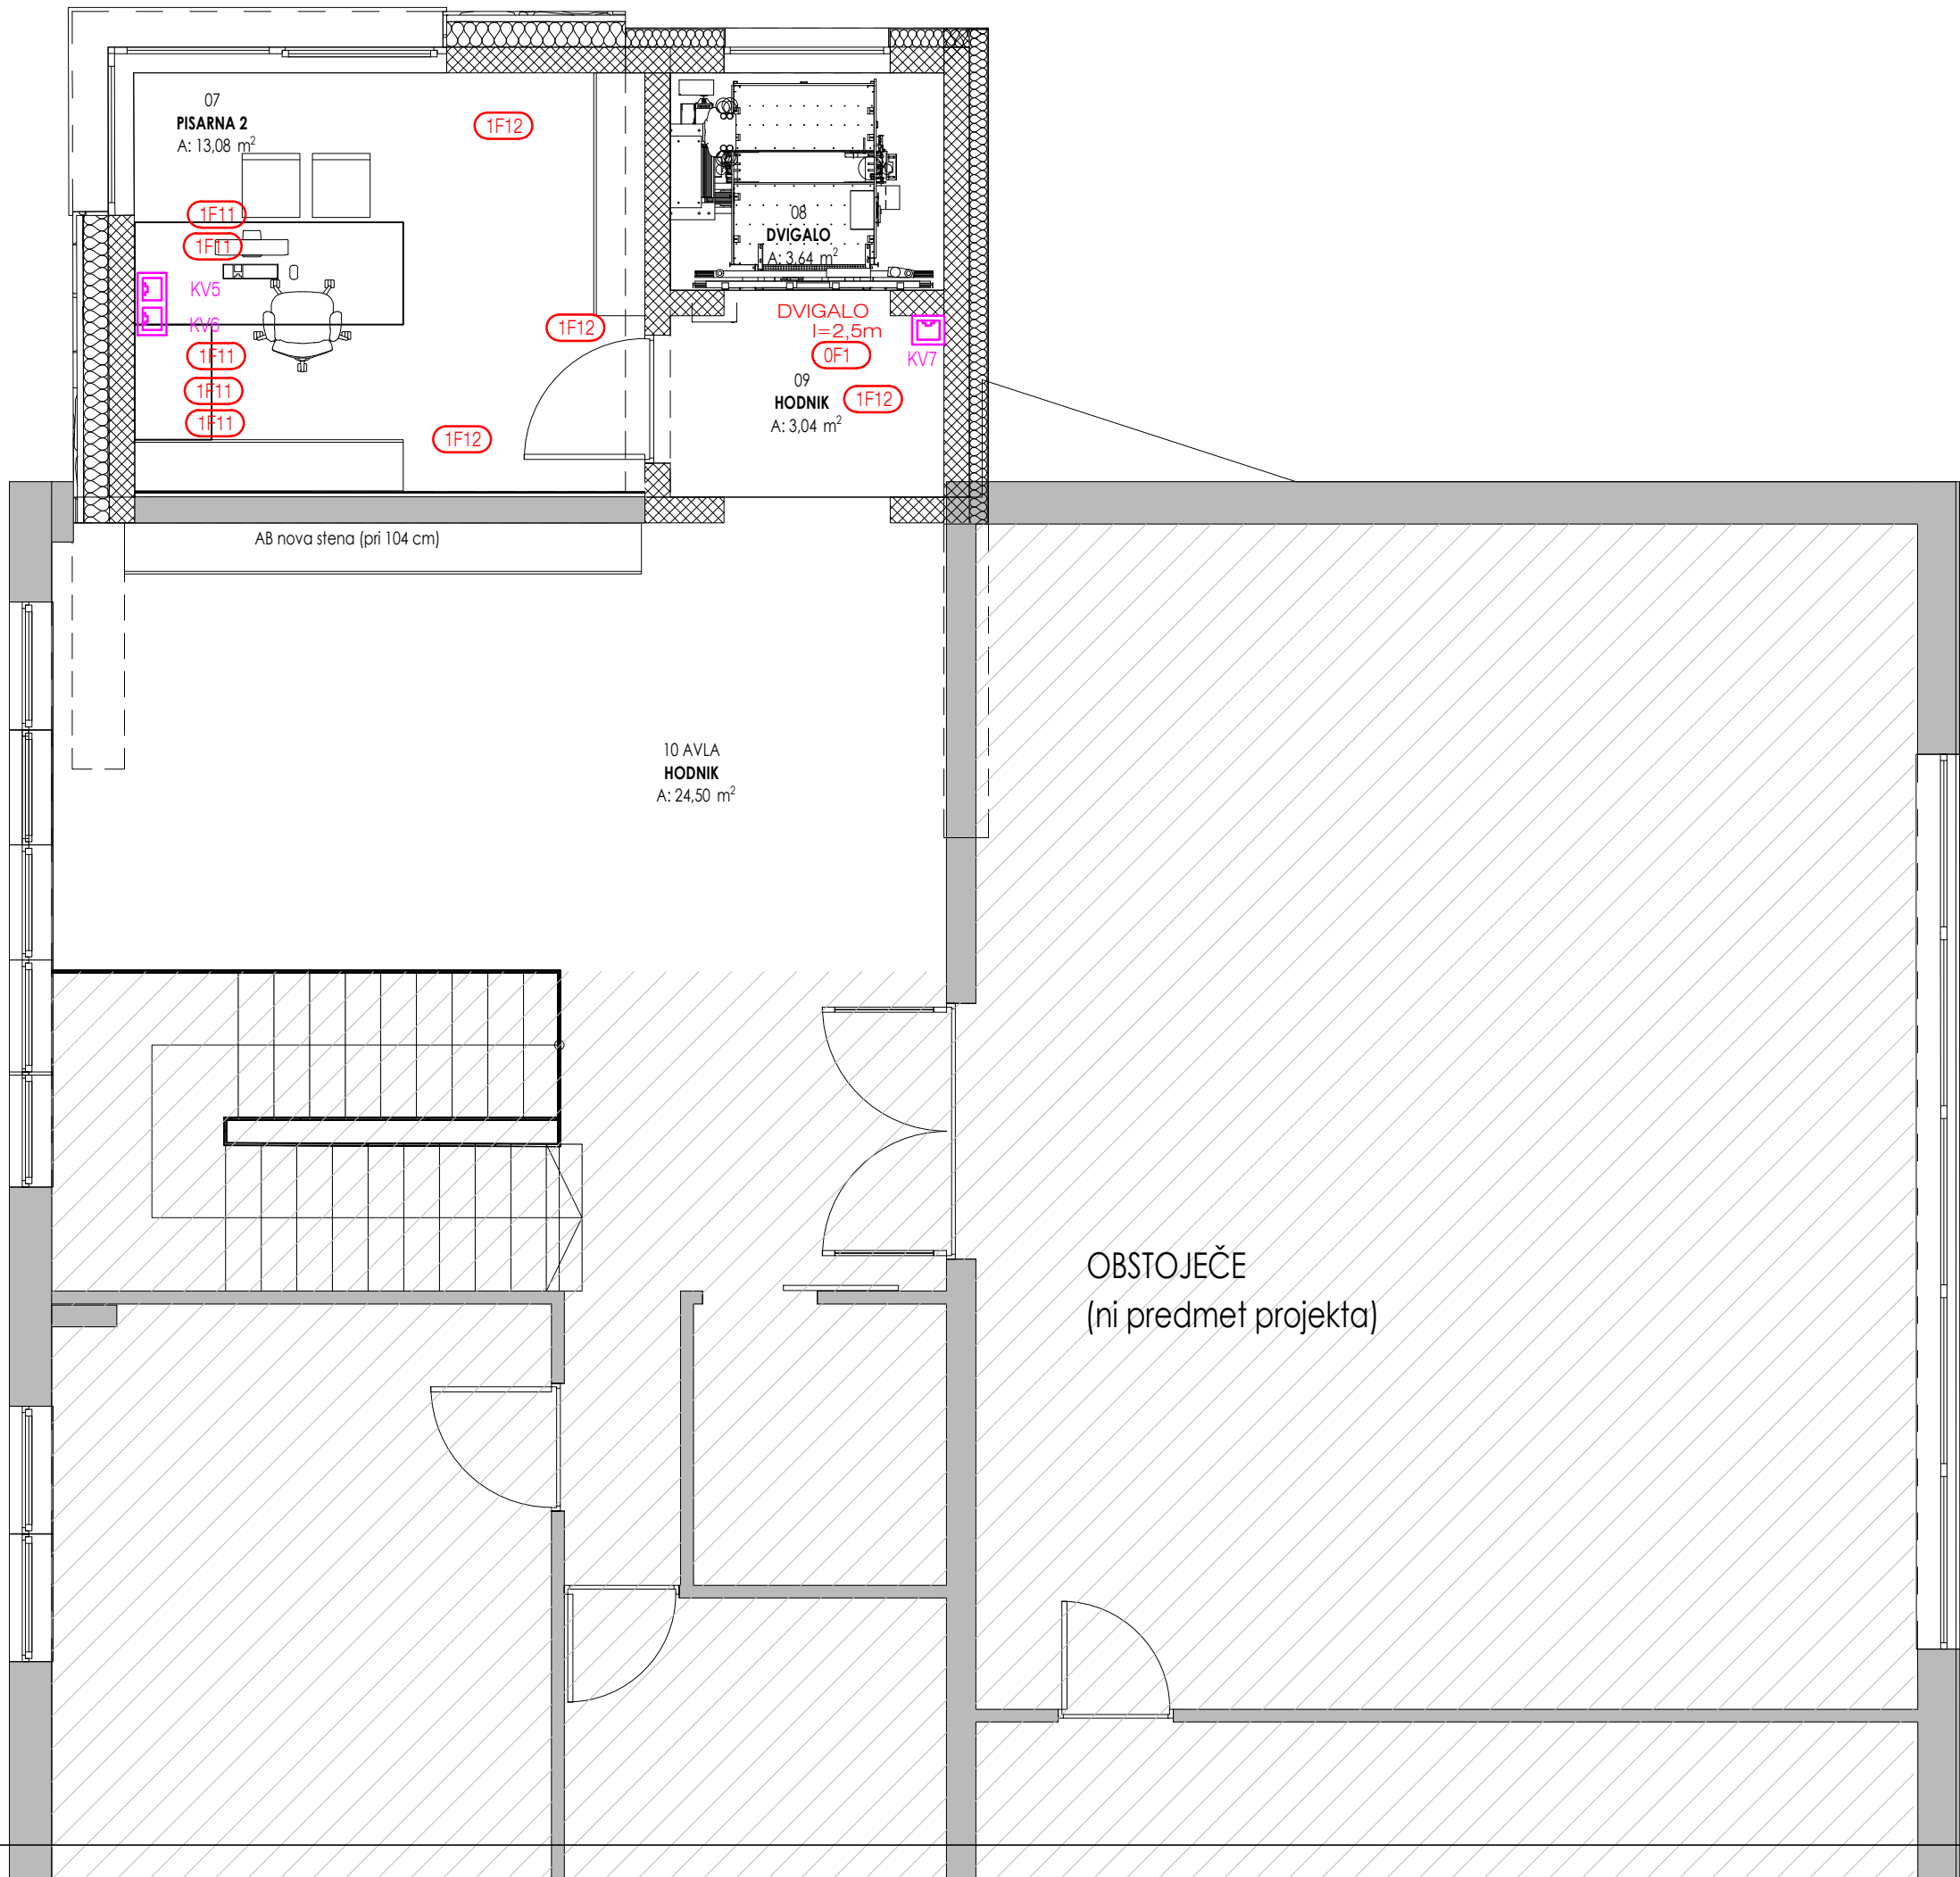 07
PISARNA 2
A: 13,08 m²
1F12
1F11
1F11
KV5
KV6
1F11
1F11
1F11
1F12
1F12
08
DVIGALO
A: 3,64 m²
DVIGALO
l=2,5m
0F1
KV7
09
HODNIK
A: 3,04 m²
1F12
AB nova stena (pri 104 cm)
10 AVLA
HODNIK
A: 24,50 m²
OBSTOJEČE
(ni predmet projekta)